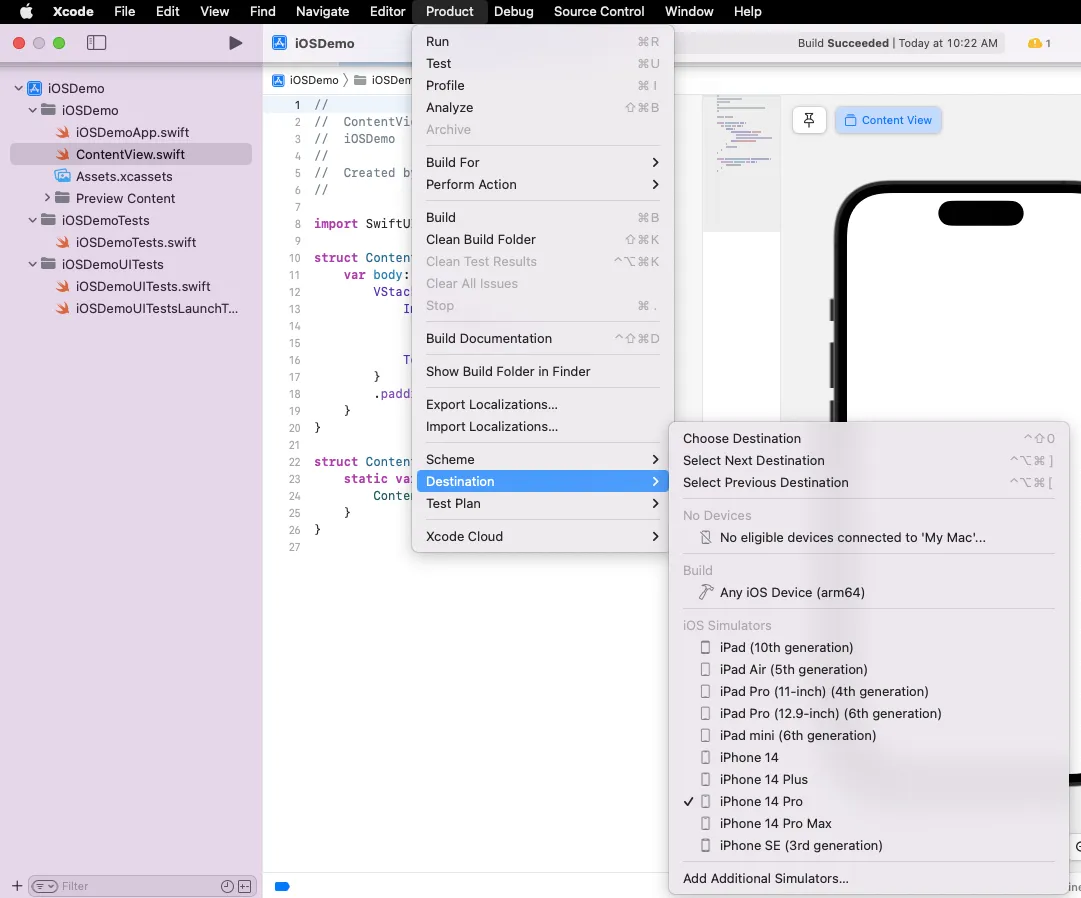 Xcode File Edit View Find Navigate Editor Product Debug Source Control Window Help
iOSDemo
Build Succeeded | Today at 10:22 AM
1
iOSDemo
iOSDemo
iOSDemoApp.swift
ContentView.swift
Assets.xcassets
Preview Content
iOSDemoTests
iOSDemoTests.swift
iOSDemoUITests
iOSDemoUITests.swift
iOSDemoUITestsLaunchT...
Filter
iOSDemo 〉 iOSDem
1 //
2 // ContentVi
3 // iOSDemo
4 //
5 // Created by
6 //
7
8 import SwiftU
9
10 struct Conten
11 var body:
12 VStac
13 I
14
15
16 T
17 }
18 .padd
19 }
20 }
21
22 struct Conten
23 static va
24 Conte
25 }
26 }
27
Run ⌘R
Test ⌘U
Profile ⌘I
Analyze ⇧⌘B
Archive
Build For
Perform Action
Build ⌘B
Clean Build Folder ⇧⌘K
Clean Test Results ^⌥⌘K
Clear All Issues
Stop ⌘.
Build Documentation ^⇧⌘D
Show Build Folder in Finder
Export Localizations...
Import Localizations...
Scheme
Destination
Test Plan
Xcode Cloud
Content View
Choose Destination ^⇧0
Select Next Destination ^⌥⌘]
Select Previous Destination ^⌥⌘[
No Devices
No eligible devices connected to 'My Mac'...
Build
Any iOS Device (arm64)
iOS Simulators
iPad (10th generation)
iPad Air (5th generation)
iPad Pro (11-inch) (4th generation)
iPad Pro (12.9-inch) (6th generation)
iPad mini (6th generation)
iPhone 14
iPhone 14 Plus
✓ iPhone 14 Pro
iPhone 14 Pro Max
iPhone SE (3rd generation)
Add Additional Simulators...